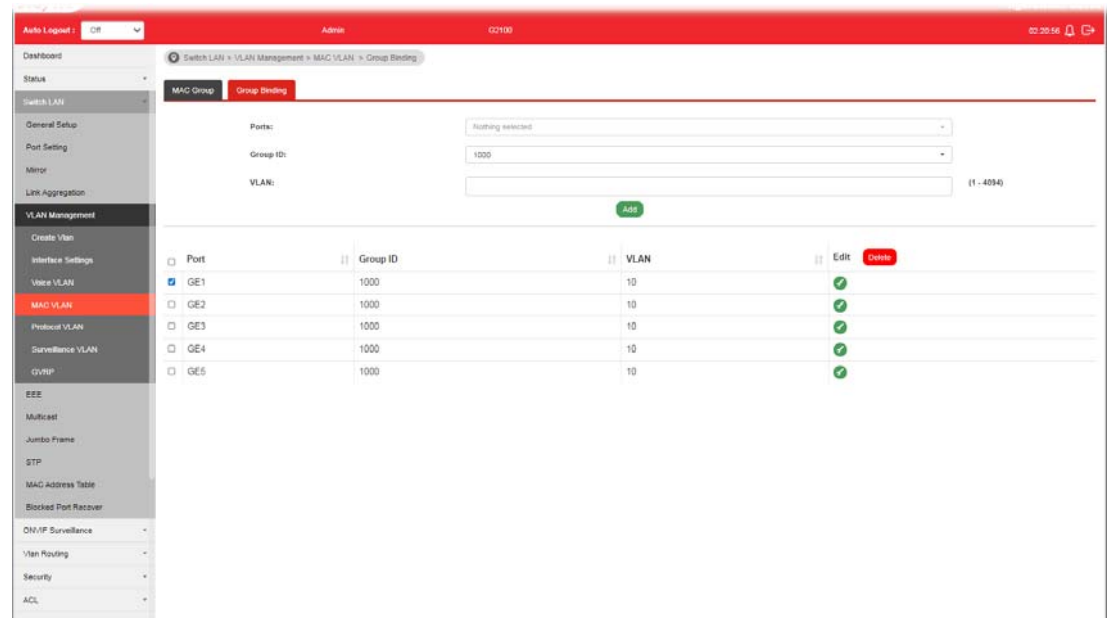 Auto Logout : Off Admin G2100 02:20:56
Dashboard
Status
Switch LAN
General Setup
Port Setting
Mirror
Link Aggregation
VLAN Management
Create Vlan
Interface Settings
Voice VLAN
MAC VLAN
Protocol VLAN
Surveillance VLAN
GVRP
EEE
Multicast
Jumbo Frame
STP
MAC Address Table
Blocked Port Recover
ONVIF Surveillance
Vlan Routing
Security
ACL
Switch LAN » VLAN Management » MAC VLAN » Group Binding
MAC Group Group Binding
Ports: Nothing selected
Group ID: 1000
VLAN: (1 - 4094)
Add
Port Group ID VLAN Edit Delete
GE1 1000 10
GE2 1000 10
GE3 1000 10
GE4 1000 10
GE5 1000 10